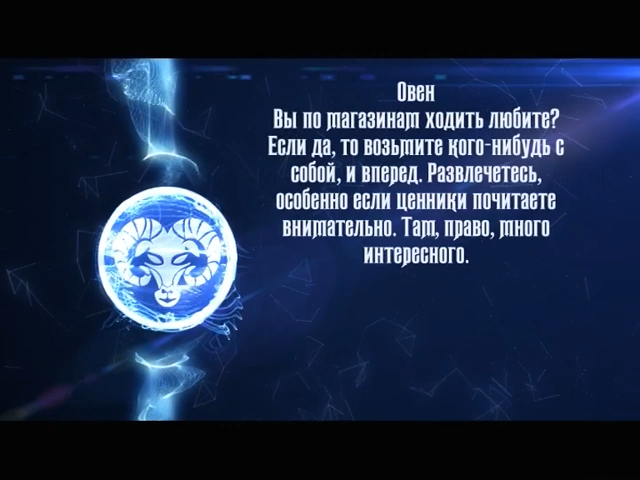 Овен
Вы по магазинам ходить любите?
Если да, то возьмите кого-нибудь с
собой, и вперед. Развлечетесь,
особенно если ценники почитаете
внимательно. Там, право, много
интересного.